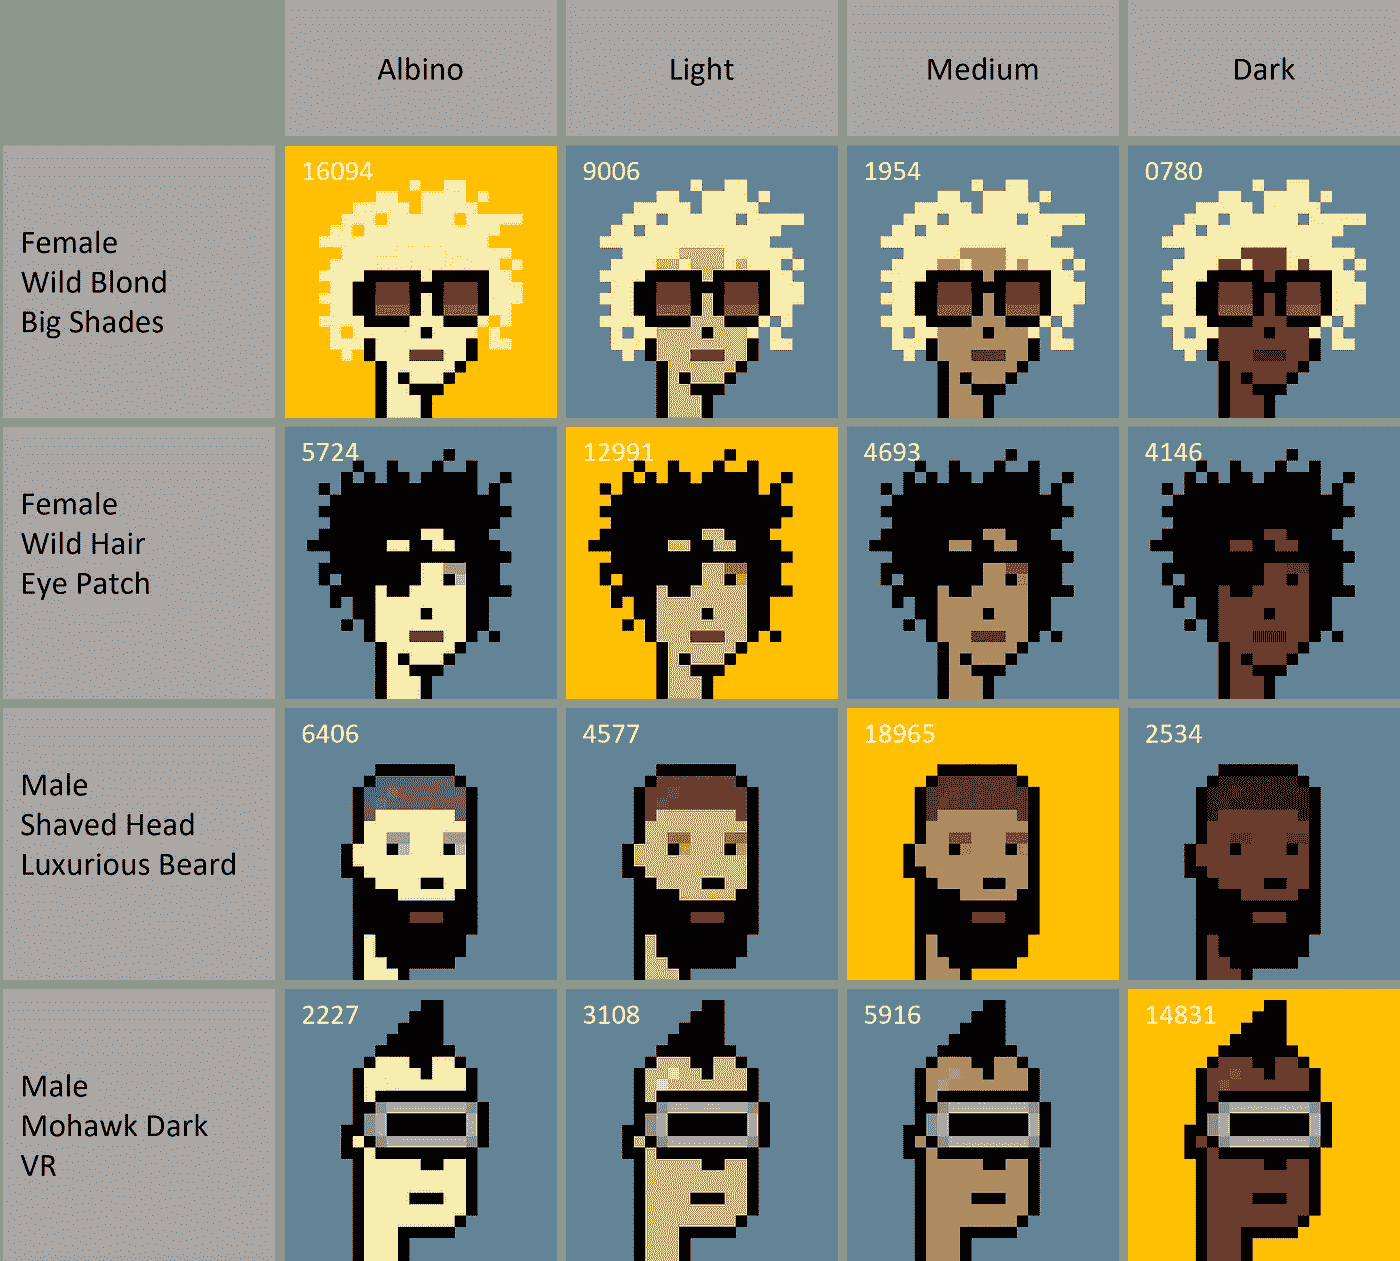 Albino Light Medium Dark
16094 9006 1954 0780
Female
Wild Blond
Big Shades
5724 12991 4693 4146
Female
Wild Hair
Eye Patch
6406 4577 18965 2534
Male
Shaved Head
Luxurious Beard
2227 3108 5916 14831
Male
Mohawk Dark
VR